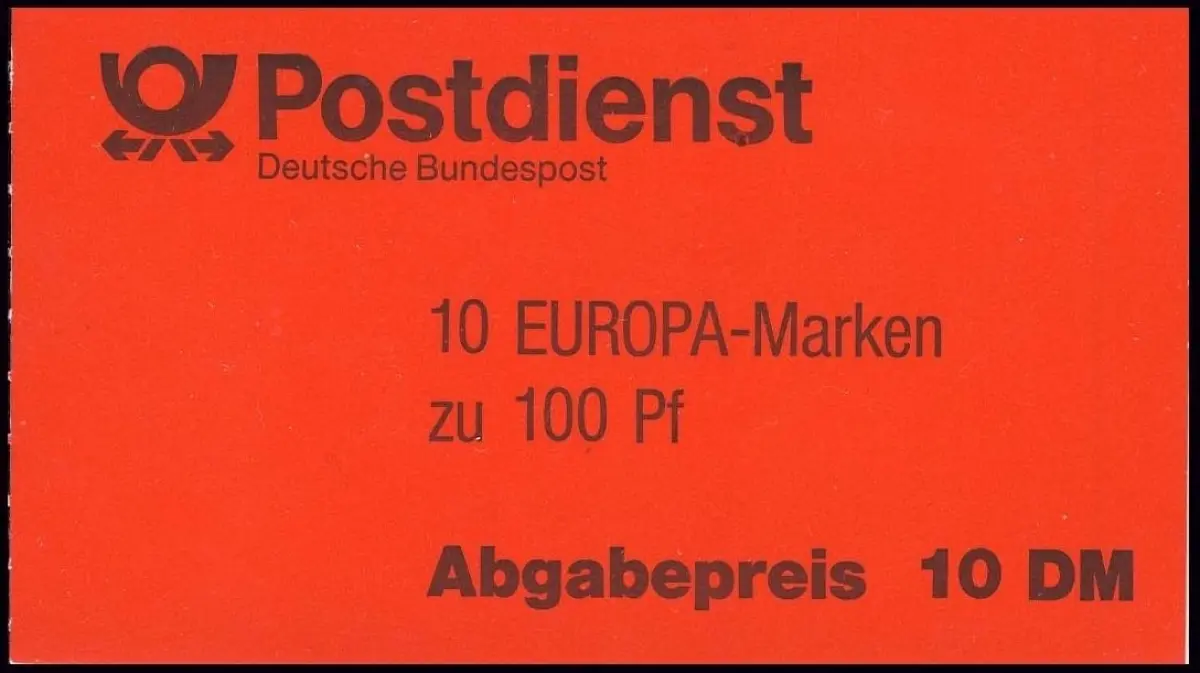 Postdienst
Deutsche Bundespost
10 EUROPA-Marken
zu 100 Pf
Abgabepreis 10 DM